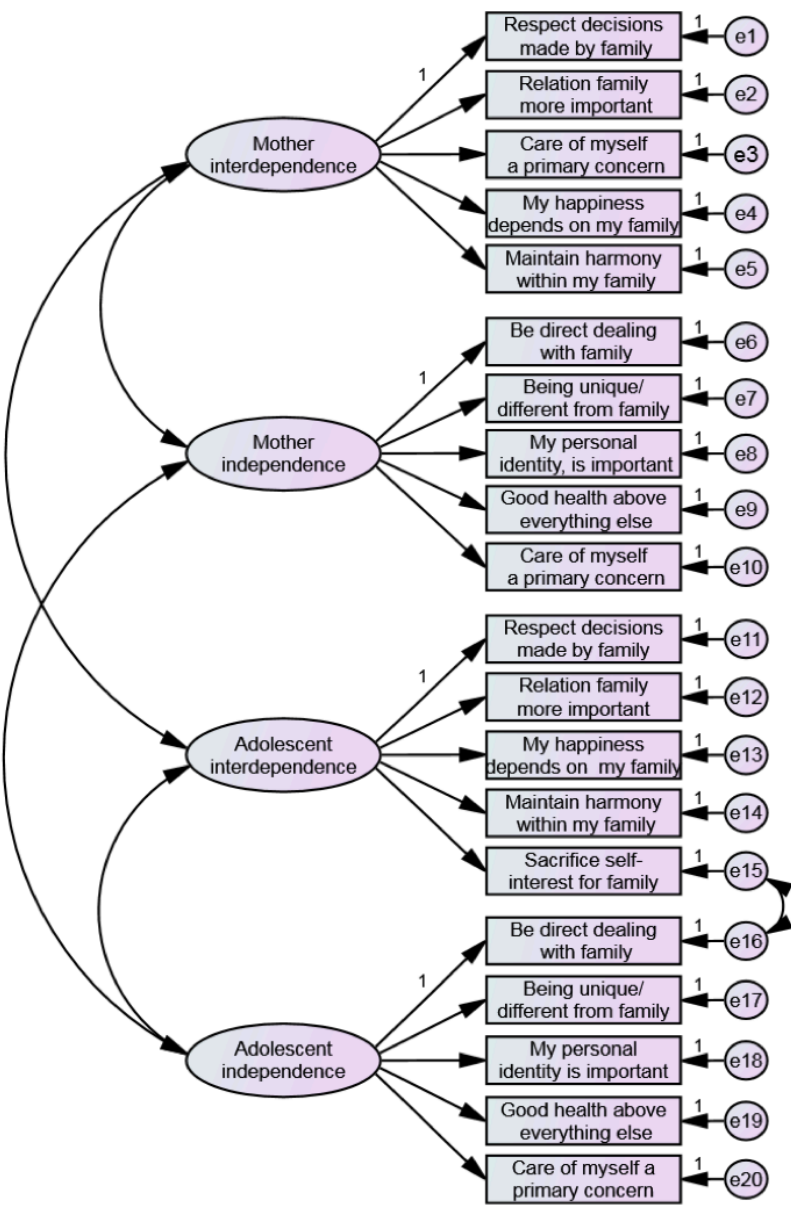 Respect decisions
made by family
1
e1
1
Relation family
more important
1
e2
Mother
interdependence
Care of myself
a primary concern
1
e3
My happiness
depends on my family
1
e4
Maintain harmony
within my family
1
e5
Be direct dealing
with family
1
e6
1
Being unique/
different from family
1
e7
Mother
independence
My personal
identity, is important
1
e8
Good health above
everything else
1
e9
Care of myself
a primary concern
1
e10
Respect decisions
made by family
1
e11
1
Relation family
more important
1
e12
Adolescent
interdependence
My happiness
depends on my family
1
e13
Maintain harmony
within my family
1
e14
Sacrifice self-
interest for family
1
e15
Be direct dealing
with family
1
e16
1
Being unique/
different from family
1
e17
Adolescent
independence
My personal
identity is important
1
e18
Good health above
everything else
1
e19
Care of myself a
primary concern
1
e20